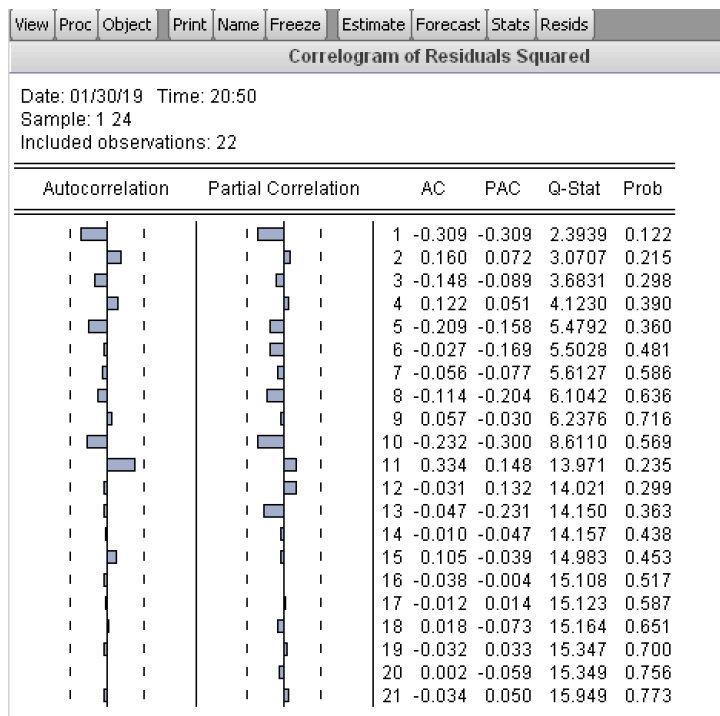 View Proc Object Print Name Freeze Estimate Forecast Stats Resids
Correlogram of Residuals Squared
Date: 01/30/19 Time: 20:50
Sample: 1 24
Included observations: 22
Autocorrelation Partial Correlation AC PAC Q-Stat Prob
1 -0.309 -0.309 2.3939 0.122
2 0.160 0.072 3.0707 0.215
3 -0.148 -0.089 3.6831 0.298
4 0.122 0.051 4.1230 0.390
5 -0.209 -0.158 5.4792 0.360
6 -0.027 -0.169 5.5028 0.481
7 -0.056 -0.077 5.6127 0.586
8 -0.114 -0.204 6.1042 0.636
9 0.057 -0.030 6.2376 0.716
10 -0.232 -0.300 8.6110 0.569
11 0.334 0.148 13.971 0.235
12 -0.031 0.132 14.021 0.299
13 -0.047 -0.231 14.150 0.363
14 -0.010 -0.047 14.157 0.438
15 0.105 -0.039 14.983 0.453
16 -0.038 -0.004 15.108 0.517
17 -0.012 0.014 15.123 0.587
18 0.018 -0.073 15.164 0.651
19 -0.032 0.033 15.347 0.700
20 0.002 -0.059 15.349 0.756
21 -0.034 0.050 15.949 0.773